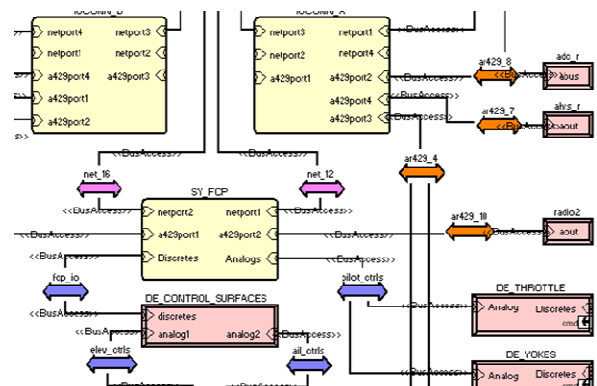 netport4 netport3
netport1 netport2
a429port4 a429port3
a429port1
a429port2
netport3 netport1
netport2 netport4
a429port1 a429port2
a429port4
a429port3
<<BusAccess>>
<<BusAccess>>
<<BusAccess>>
<<BusAccess>>
ar429_8
adc_r
abus
ar429_7
ahrs_r
aaout
<<BusAccess>>
<<BusAccess>>
ar429_4
net_16
SY_FCP
net_12
<<BusAccess>>
<<BusAccess>>
netport2 netport1
a429port1 a429port2
Discretes Analogs
<<BusAccess>>
<<BusAccess>>
ar429_10
radio2
aout
<<BusAccess>>
<<BusAccess>>
fcp_io
pilot_ctrls
DE_CONTROL_SURFACES
discretes
analog1 analog2
<<BusAccess>>
<<BusAccess>>
<<BusAccess>>
DE_THROTTLE
Analog Discretes
cmd
elev_ctrls
ail_ctrls
DE_YOKES
Analog Discretes
<<BusAccess>>
<<BusAccess>>